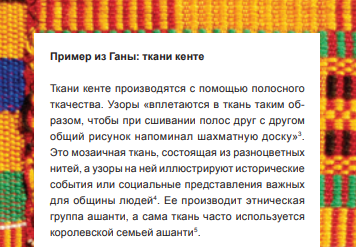 Пример из Ганы: ткани кенте
Ткани кенте производятся с помощью полосного
ткачества. Узоры «вплетаются в ткань таким об-
разом, чтобы при сшивании полос друг с другом
общий рисунок напоминал шахматную доску»³.
Это мозаичная ткань, состоящая из разноцветных
нитей, а узоры на ней иллюстрируют исторические
события или социальные представления важных
для общины людей⁴. Ее производит этническая
группа ашанти, а сама ткань часто используется
королевской семьей ашанти⁵.